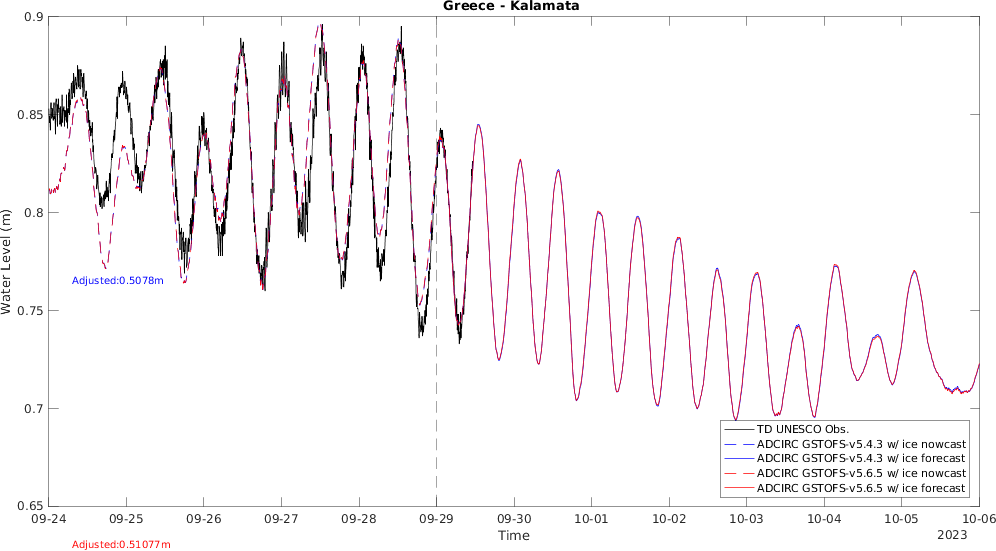 Greece - Kalamata
0.9
0.85
0.8
0.75
0.7
0.65
Water Level (m)
Adjusted:0.5078m
TD UNESCO Obs.
ADCIRC GSTOFS-v5.4.3 w/ ice nowcast
ADCIRC GSTOFS-v5.4.3 w/ ice forecast
ADCIRC GSTOFS-v5.6.5 w/ ice nowcast
ADCIRC GSTOFS-v5.6.5 w/ ice forecast
09-24 09-25 09-26 09-27 09-28 09-29 09-30 10-01 10-02 10-03 10-04 10-05 10-06
Time
2023
Adjusted:0.51077m